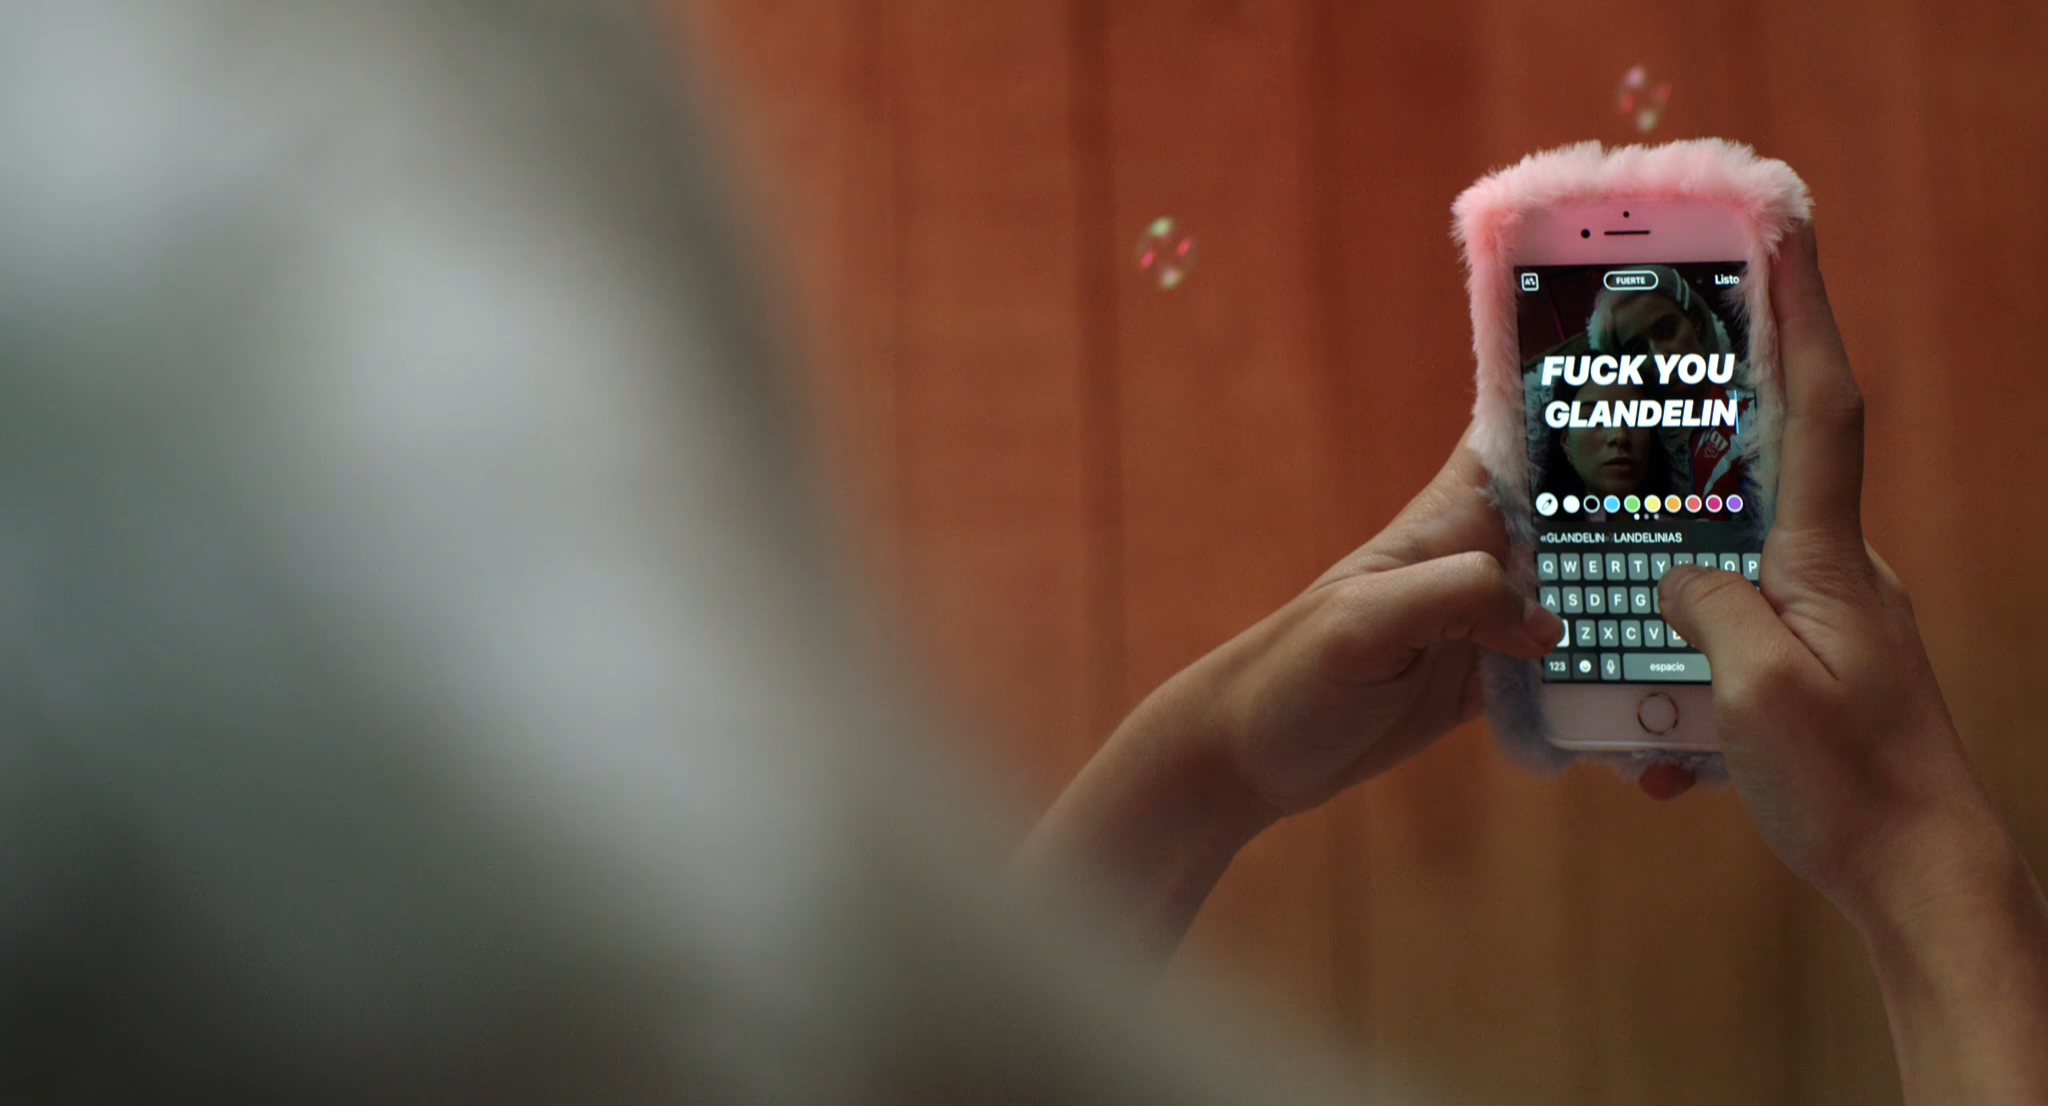 FUERTE
Listo
FUCK YOU
GLANDELIN
«GLANDELIN LANDELINIAS
Q W E R T Y I O P
A S D F G
Z X C V B
123 espacio